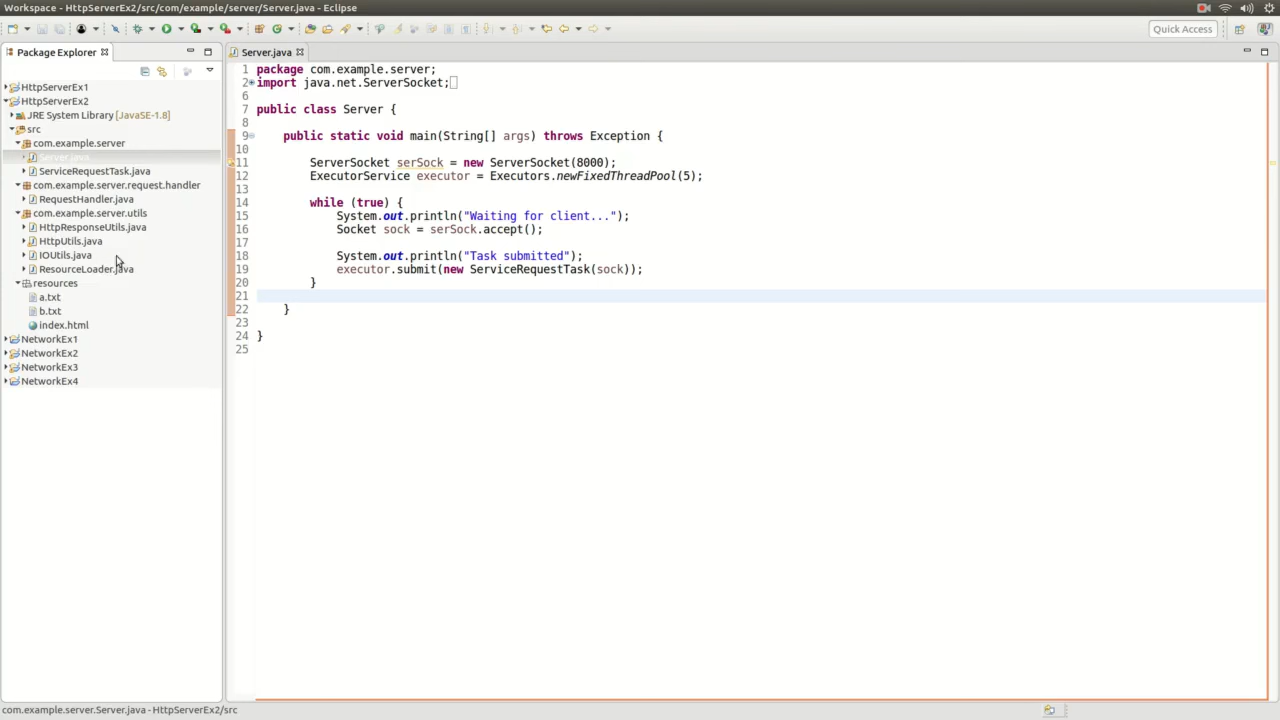 Workspace - HttpServerEx2/src/com/example/server/Server.java - Eclipse
Quick Access
Package Explorer
HttpServerEx1
HttpServerEx2
JRE System Library [JavaSE-1.8]
src
com.example.server
Server.java
ServiceRequestTask.java
com.example.server.request.handler
RequestHandler.java
com.example.server.utils
HttpResponseUtils.java
HttpUtils.java
IOUtils.java
ResourceLoader.java
resources
a.txt
b.txt
index.html
NetworkEx1
NetworkEx2
NetworkEx3
NetworkEx4
Server.java
1 package com.example.server;
2 import java.net.ServerSocket;
6
7 public class Server {
8
9 public static void main(String[] args) throws Exception {
10
11 ServerSocket serSock = new ServerSocket(8000);
12 ExecutorService executor = Executors.newFixedThreadPool(5);
13
14 while (true) {
15 System.out.println("Waiting for client...");
16 Socket sock = serSock.accept();
17
18 System.out.println("Task submitted");
19 executor.submit(new ServiceRequestTask(sock));
20 }
21
22 }
23
24 }
25
com.example.server.Server.java - HttpServerEx2/src